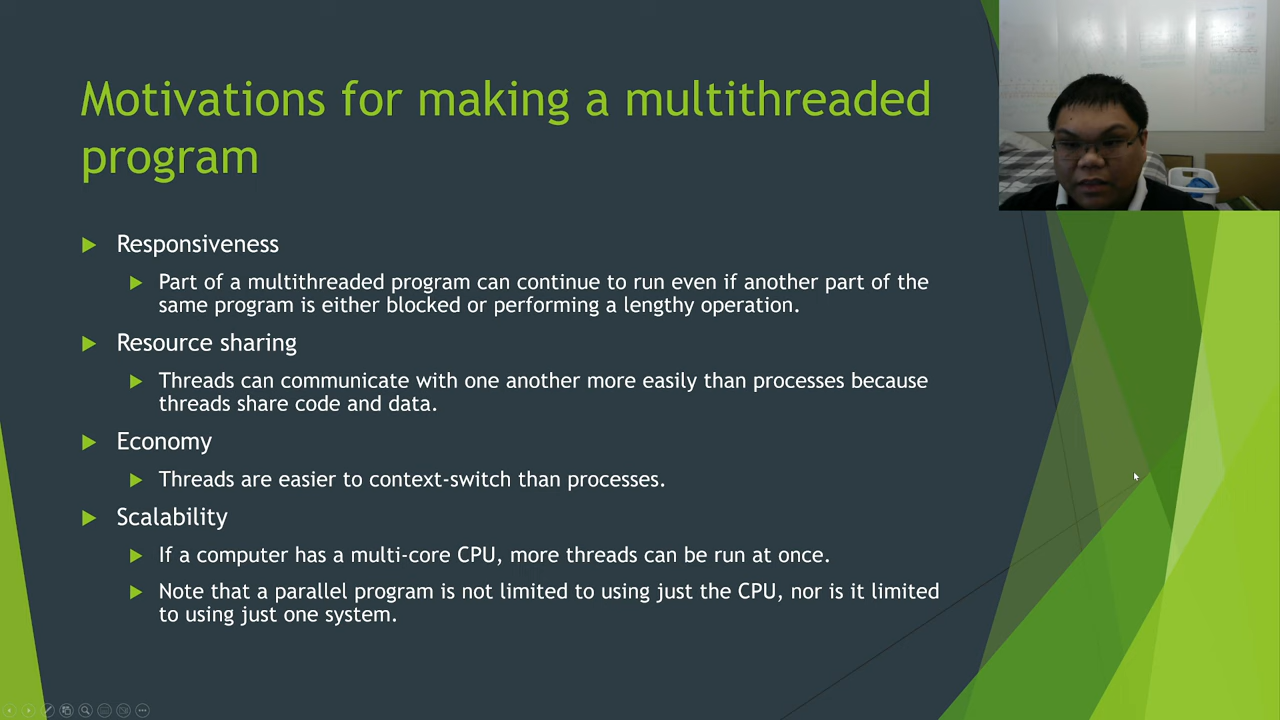 Motivations for making a multithreaded
program
Responsiveness
Part of a multithreaded program can continue to run even if another part of the
same program is either blocked or performing a lengthy operation.
Resource sharing
Threads can communicate with one another more easily than processes because
threads share code and data.
Economy
Threads are easier to context-switch than processes.
Scalability
If a computer has a multi-core CPU, more threads can be run at once.
Note that a parallel program is not limited to using just the CPU, nor is it limited
to using just one system.